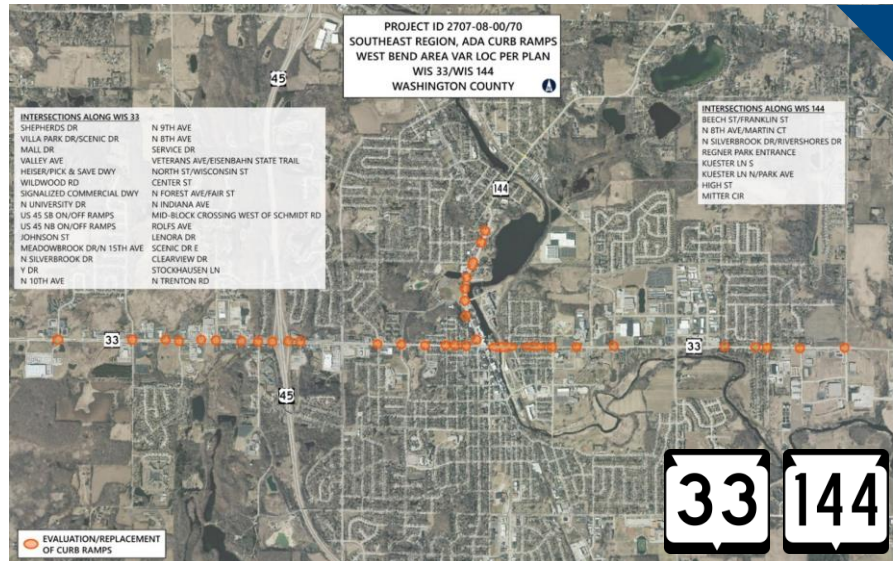 PROJECT ID 2707-08-00/70
SOUTHEAST REGION, ADA CURB RAMPS
WEST BEND AREA VAR LOC PER PLAN
WIS 33/WIS 144
WASHINGTON COUNTY
45
INTERSECTIONS ALONG WIS 33
SHEPHERDS DR
VILLA PARK DR/SCENIC DR
MALL DR
VALLEY AVE
HEISER/PICK & SAVE DWY
WILDWOOD RD
SIGNALIZED COMMERCIAL DWY
N UNIVERSITY DR
US 45 SB ON/OFF RAMPS
US 45 NB ON/OFF RAMPS
JOHNSON ST
MEADOWBROOK DR/N 15TH AVE
N SILVERBROOK DR
Y DR
N 10TH AVE
N 9TH AVE
N 8TH AVE
SERVICE DR
VETERANS AVE/EISENBAHN STATE TRAIL
NORTH ST/WISCONSIN ST
CENTER ST
N FOREST AVE/FAIR ST
N INDIANA AVE
MID-BLOCK CROSSING WEST OF SCHMIDT RD
ROLFS AVE
LENORA DR
SCENIC DR E
CLEARVIEW DR
STOCKHAUSEN LN
N TRENTON RD
INTERSECTIONS ALONG WIS 144
BEECH ST/FRANKLIN ST
N 8TH AVE/MARTIN CT
N SILVERBROOK DR/RIVERSHORES DR
REGNER PARK ENTRANCE
KUESTER LN S
KUESTER LN N/PARK AVE
HIGH ST
MITTER CIR
144
33
33
45
33
144
EVALUATION/REPLACEMENT
OF CURB RAMPS